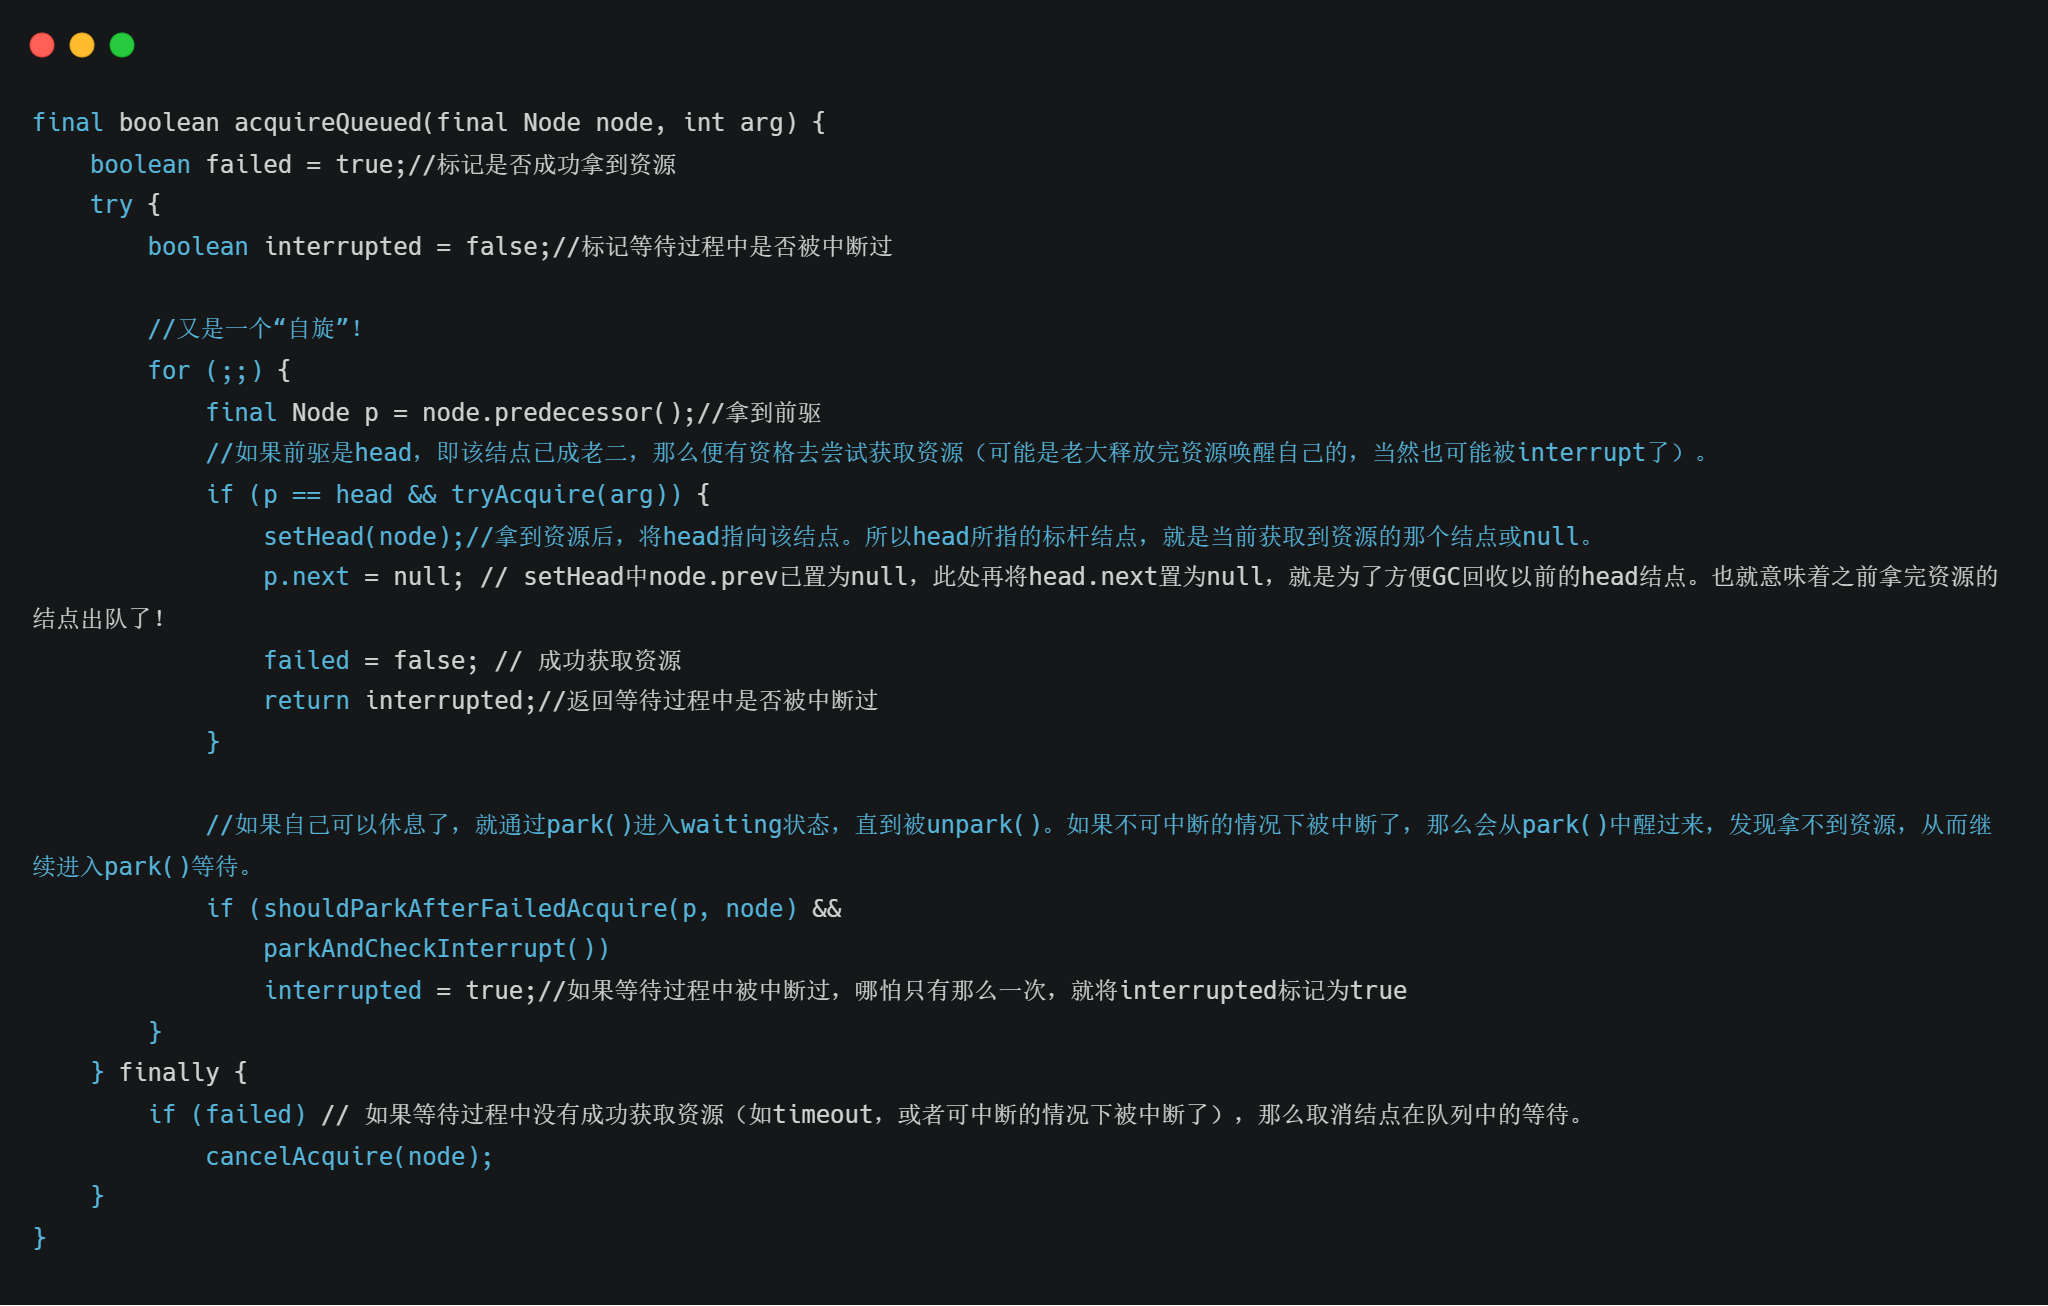 final boolean acquireQueued(final Node node, int arg) {
    boolean failed = true;//标记是否成功拿到资源
    try {
        boolean interrupted = false;//标记等待过程中是否被中断过

        //又是一个“自旋”！
        for (;;) {
            final Node p = node.predecessor();//拿到前驱
            //如果前驱是head，即该结点已成老二，那么便有资格去尝试获取资源（可能是老大释放完资源唤醒自己的，当然也可能被interrupt了）。
            if (p == head && tryAcquire(arg)) {
                setHead(node);//拿到资源后，将head指向该结点。所以head所指的标杆结点，就是当前获取到资源的那个结点或null。
                p.next = null; // setHead中node.prev已置为null，此处再将head.next置为null，就是为了方便GC回收以前的head结点。也就意味着之前拿完资源的
结点出队了！
                failed = false; // 成功获取资源
                return interrupted;//返回等待过程中是否被中断过
            }

            //如果自己可以休息了，就通过park()进入waiting状态，直到被unpark()。如果不可中断的情况下被中断了，那么会从park()中醒过来，发现拿不到资源，从而继
续进入park()等待。
            if (shouldParkAfterFailedAcquire(p, node) &&
                parkAndCheckInterrupt())
                interrupted = true;//如果等待过程中被中断过，哪怕只有那么一次，就将interrupted标记为true
        }
    } finally {
        if (failed) // 如果等待过程中没有成功获取资源（如timeout，或者可中断的情况下被中断了），那么取消结点在队列中的等待。
            cancelAcquire(node);
    }
}